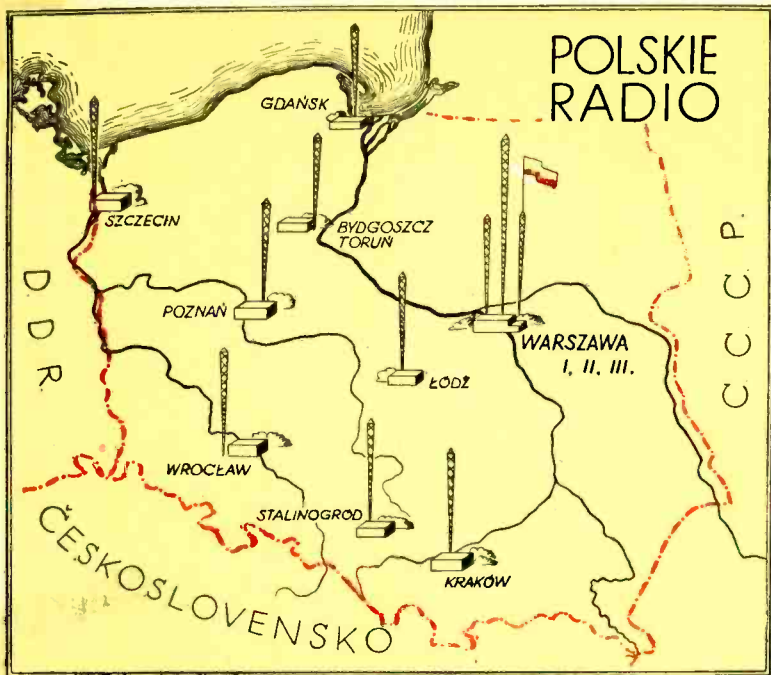 POLSKIE
RADIO
GDAŃSK
SZCZECIN
BYDGOSZCZ
TORUŃ
POZNAŃ
WARSZAWA
I, II, III.
ŁÓDŹ
WROCŁAW
STALINOGRÓD
KRAKÓW
D.D.R.
C.C.C.P.
ČESKOSLOVENSKO